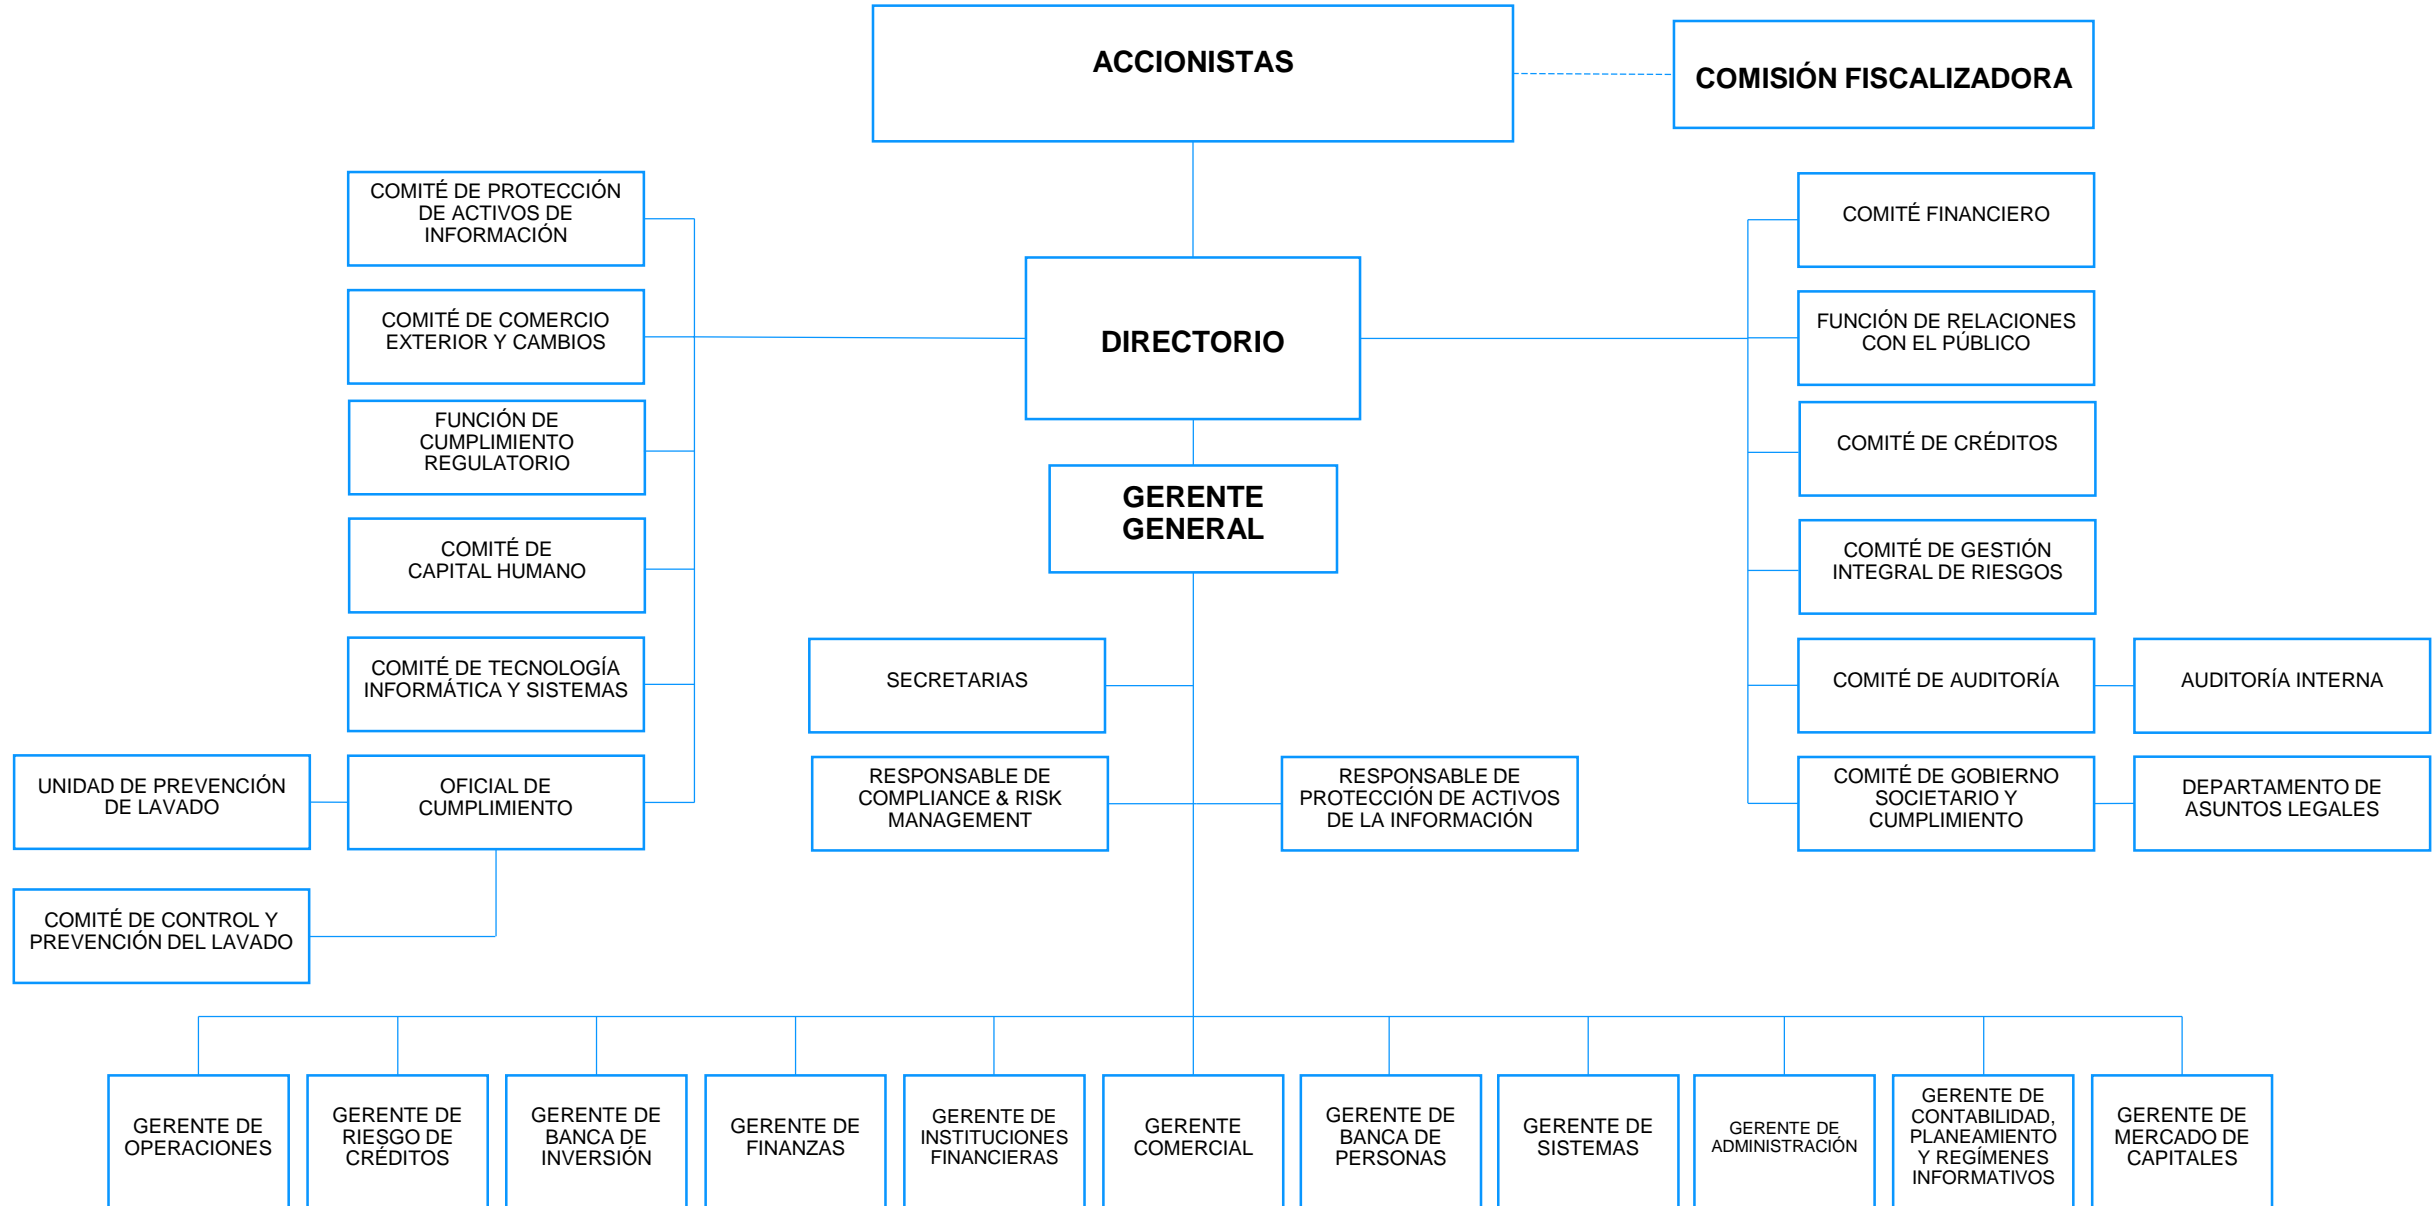 ACCIONISTAS
COMISIÓN FISCALIZADORA
COMITÉ DE PROTECCIÓN
DE ACTIVOS DE
INFORMACIÓN
COMITÉ FINANCIERO
COMITÉ DE COMERCIO
EXTERIOR Y CAMBIOS
DIRECTORIO
FUNCIÓN DE RELACIONES
CON EL PÚBLICO
FUNCIÓN DE
CUMPLIMIENTO
REGULATORIO
COMITÉ DE CRÉDITOS
GERENTE
GENERAL
COMITÉ DE
CAPITAL HUMANO
COMITÉ DE GESTIÓN
INTEGRAL DE RIESGOS
COMITÉ DE TECNOLOGÍA
INFORMÁTICA Y SISTEMAS
SECRETARIAS
COMITÉ DE AUDITORÍA
AUDITORÍA INTERNA
UNIDAD DE PREVENCIÓN
DE LAVADO
OFICIAL DE
CUMPLIMIENTO
RESPONSABLE DE
COMPLIANCE & RISK
MANAGEMENT
RESPONSABLE DE
PROTECCIÓN DE ACTIVOS
DE LA INFORMACIÓN
COMITÉ DE GOBIERNO
SOCIETARIO Y
CUMPLIMIENTO
DEPARTAMENTO DE
ASUNTOS LEGALES
COMITÉ DE CONTROL Y
PREVENCIÓN DEL LAVADO
GERENTE DE
OPERACIONES
GERENTE DE
RIESGO DE
CRÉDITOS
GERENTE DE
BANCA DE
INVERSIÓN
GERENTE DE
FINANZAS
GERENTE DE
INSTITUCIONES
FINANCIERAS
GERENTE
COMERCIAL
GERENTE DE
BANCA DE
PERSONAS
GERENTE DE
SISTEMAS
GERENTE DE
ADMINISTRACIÓN
GERENTE DE
CONTABILIDAD,
PLANEAMIENTO
Y REGÍMENES
INFORMATIVOS
GERENTE DE
MERCADO DE
CAPITALES